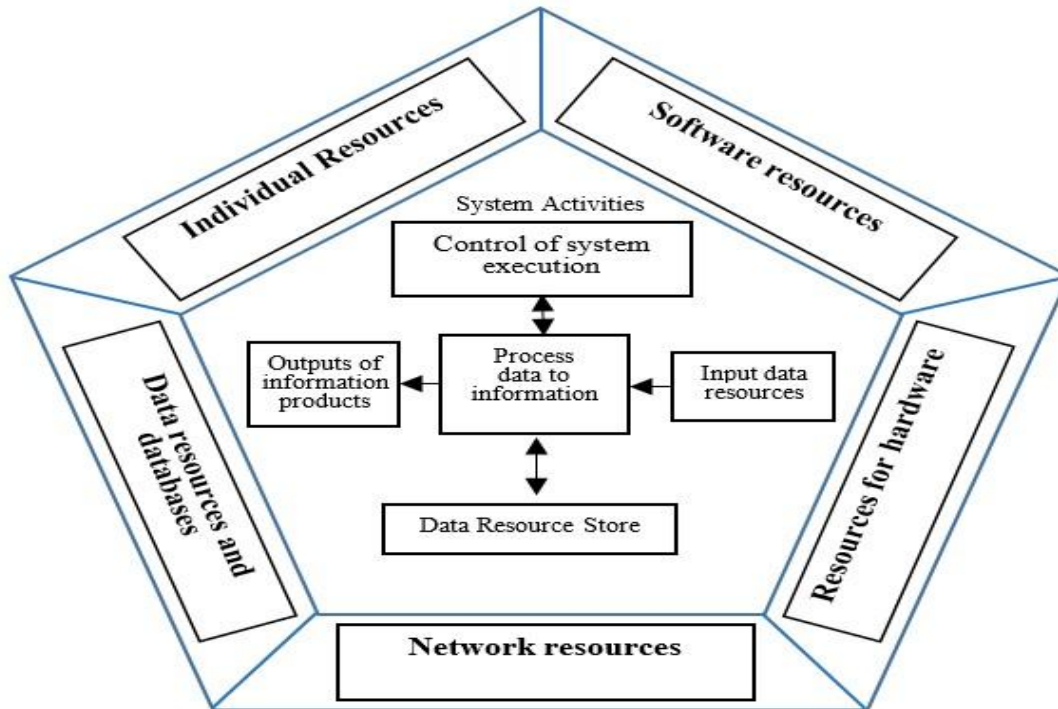 Individual Resources
Software resources
System Activities
Control of system
execution
Outputs of
information
products
Process
data to
information
Input data
resources
Data Resource Store
Data resources and
databases
Resources for hardware
Network resources